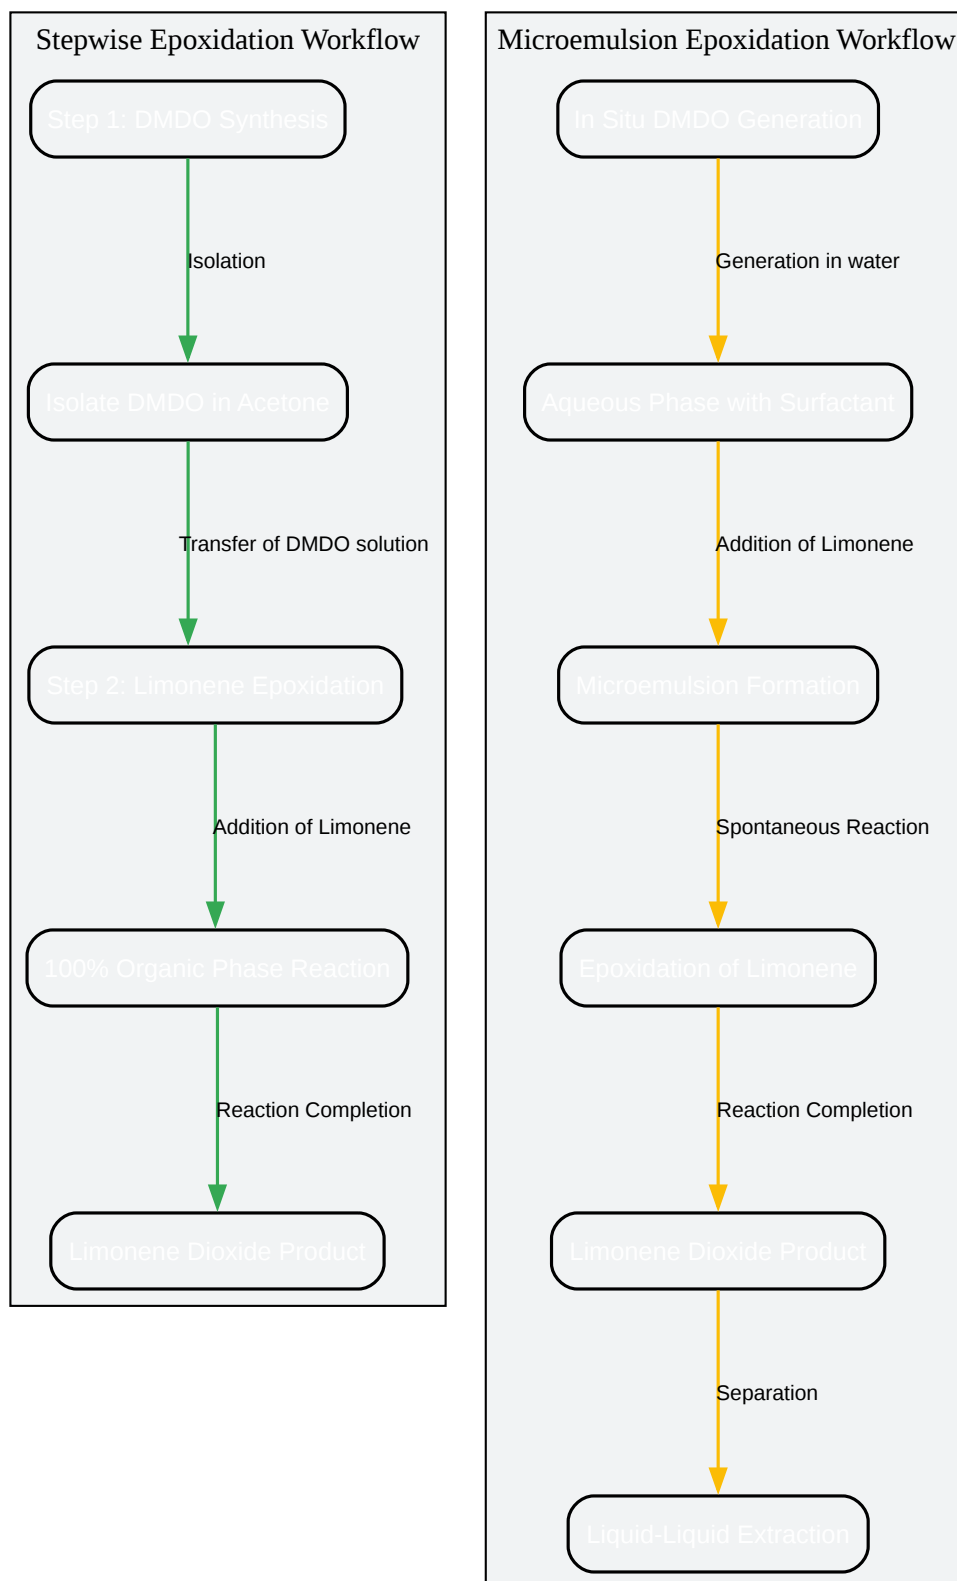 Stepwise Epoxidation Workflow
Step 1: DMDO Synthesis
Isolation
Isolate DMDO in Acetone
Transfer of DMDO solution
Step 2: Limonene Epoxidation
Addition of Limonene
100% Organic Phase Reaction
Reaction Completion
Limonene Dioxide Product
Microemulsion Epoxidation Workflow
In Situ DMDO Generation
Generation in water
Aqueous Phase with Surfactant
Addition of Limonene
Microemulsion Formation
Spontaneous Reaction
Epoxidation of Limonene
Reaction Completion
Limonene Dioxide Product
Separation
Liquid-Liquid Extraction